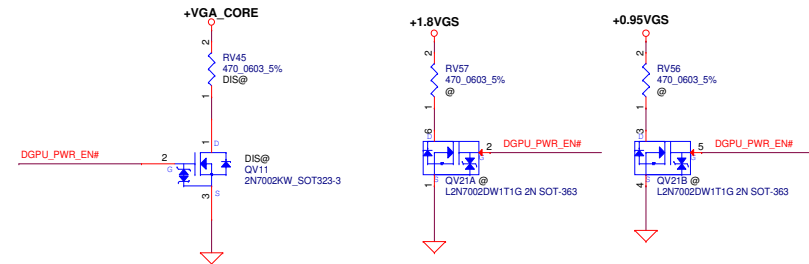 +VGA_CORE
2
RV45
470_0603_5%
DIS@
1
1
D
DGPU_PWR_EN#
2
G
DIS@
QV11
2N7002KW_SOT323-3
3
S
+1.8VGS
2
RV57
470_0603_5%
@
1
6
D
2
DGPU_PWR_EN#
G
1
S
QV21A @
L2N7002DW1T1G 2N SOT-363
+0.95VGS
2
RV56
470_0603_5%
@
1
3
D
5
DGPU_PWR_EN#
G
4
S
QV21B @
L2N7002DW1T1G 2N SOT-363